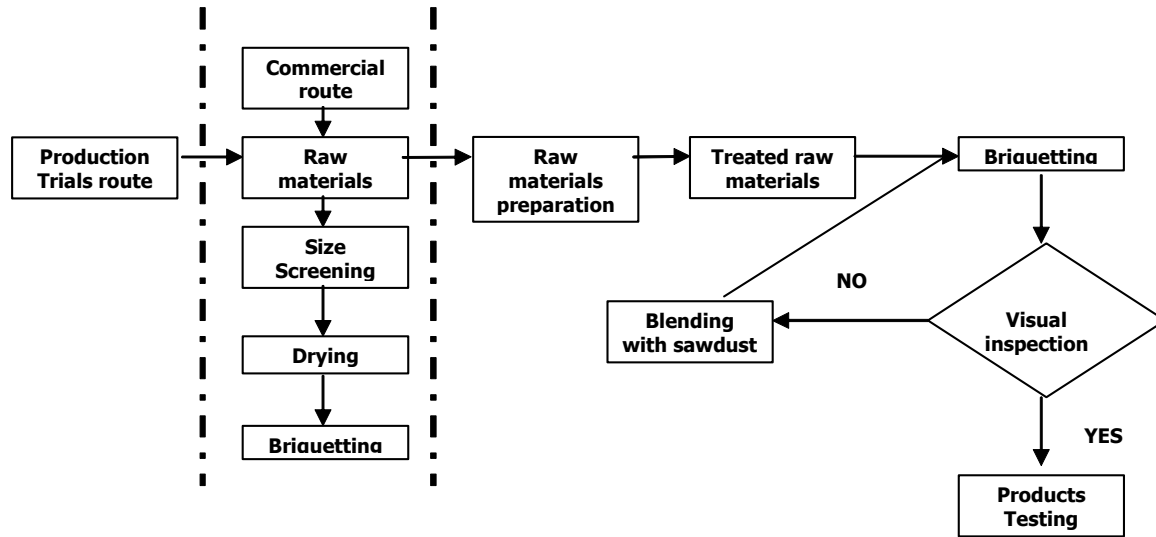 Commercial
route
Production
Trials route
Raw
materials
Raw
materials
preparation
Treated raw
materials
Briquetting
Size
Screening
NO
Blending
with sawdust
Visual
inspection
Drying
Briquetting
YES
Products
Testing